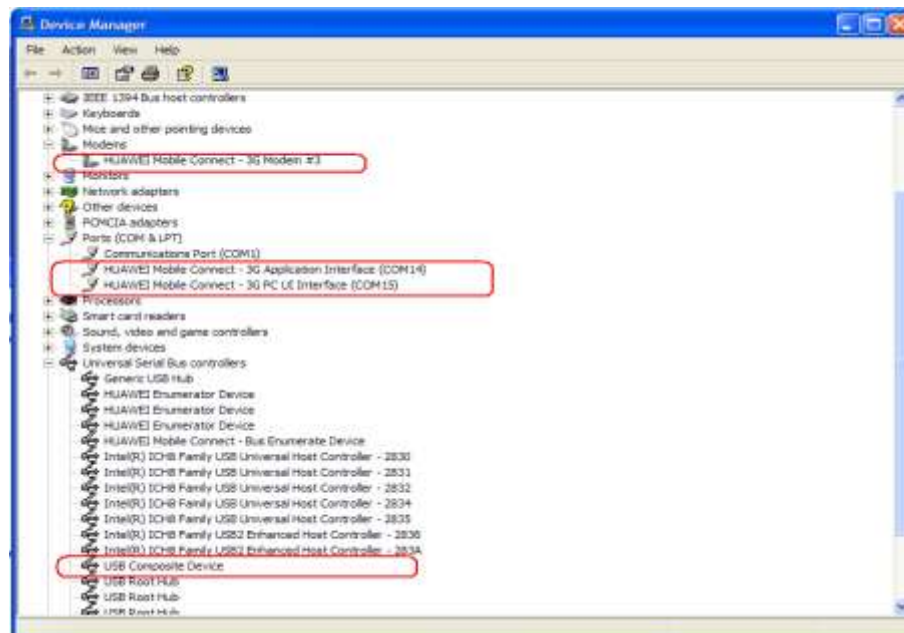 Device Manager
File Action View Help
IEEE 1394 Bus host controllers
Keyboards
Mice and other pointing devices
Modems
HUAWEI Mobile Connect - 3G Modem #3
Monitors
Network adapters
Other devices
PCMCIA adapters
Ports (COM & LPT)
Communications Port (COM1)
HUAWEI Mobile Connect - 3G Application Interface (COM14)
HUAWEI Mobile Connect - 3G PC UI Interface (COM15)
Processors
Smart card readers
Sound, video and game controllers
System devices
Universal Serial Bus controllers
Generic USB Hub
HUAWEI Enumerator Device
HUAWEI Enumerator Device
HUAWEI Enumerator Device
HUAWEI Mobile Connect - Bus Enumerate Device
Intel(R) ICH8 Family USB Universal Host Controller - 2830
Intel(R) ICH8 Family USB Universal Host Controller - 2831
Intel(R) ICH8 Family USB Universal Host Controller - 2832
Intel(R) ICH8 Family USB Universal Host Controller - 2834
Intel(R) ICH8 Family USB Universal Host Controller - 2835
Intel(R) ICH8 Family USB2 Enhanced Host Controller - 2836
Intel(R) ICH8 Family USB2 Enhanced Host Controller - 283A
USB Composite Device
USB Root Hub
USB Root Hub
USB Root Hub